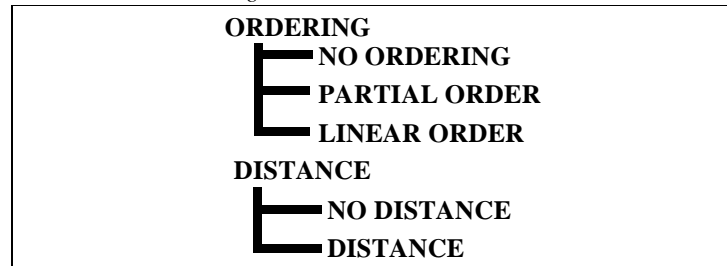 ORDERING
NO ORDERING
PARTIAL ORDER
LINEAR ORDER
DISTANCE
NO DISTANCE
DISTANCE